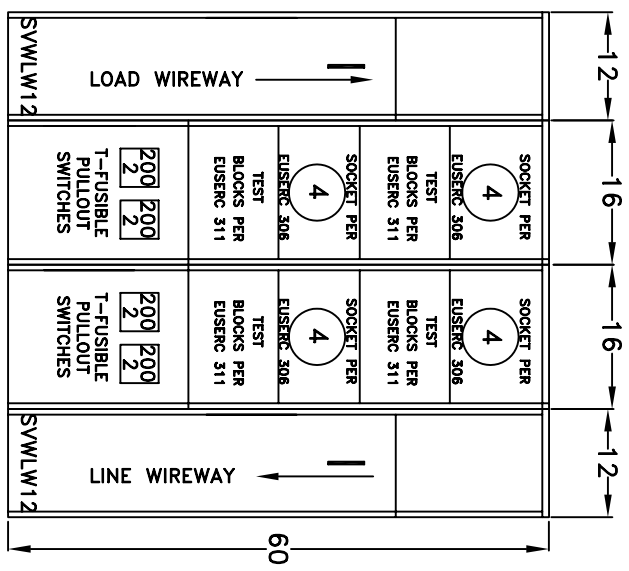 SVWLW12
LOAD WIREWAY
12
T-FUSIBLE
PULLOUT
SWITCHES
200
2
200
2
TEST
BLOCKS PER
EUSERC 311
SOCKET PER
4
EUSERC 306
TEST
BLOCKS PER
EUSERC 311
SOCKET PER
4
EUSERC 306
16
T-FUSIBLE
PULLOUT
SWITCHES
200
2
200
2
TEST
BLOCKS PER
EUSERC 311
SOCKET PER
4
EUSERC 306
TEST
BLOCKS PER
EUSERC 311
SOCKET PER
4
EUSERC 306
16
SVWLW12
LINE WIREWAY
12
60